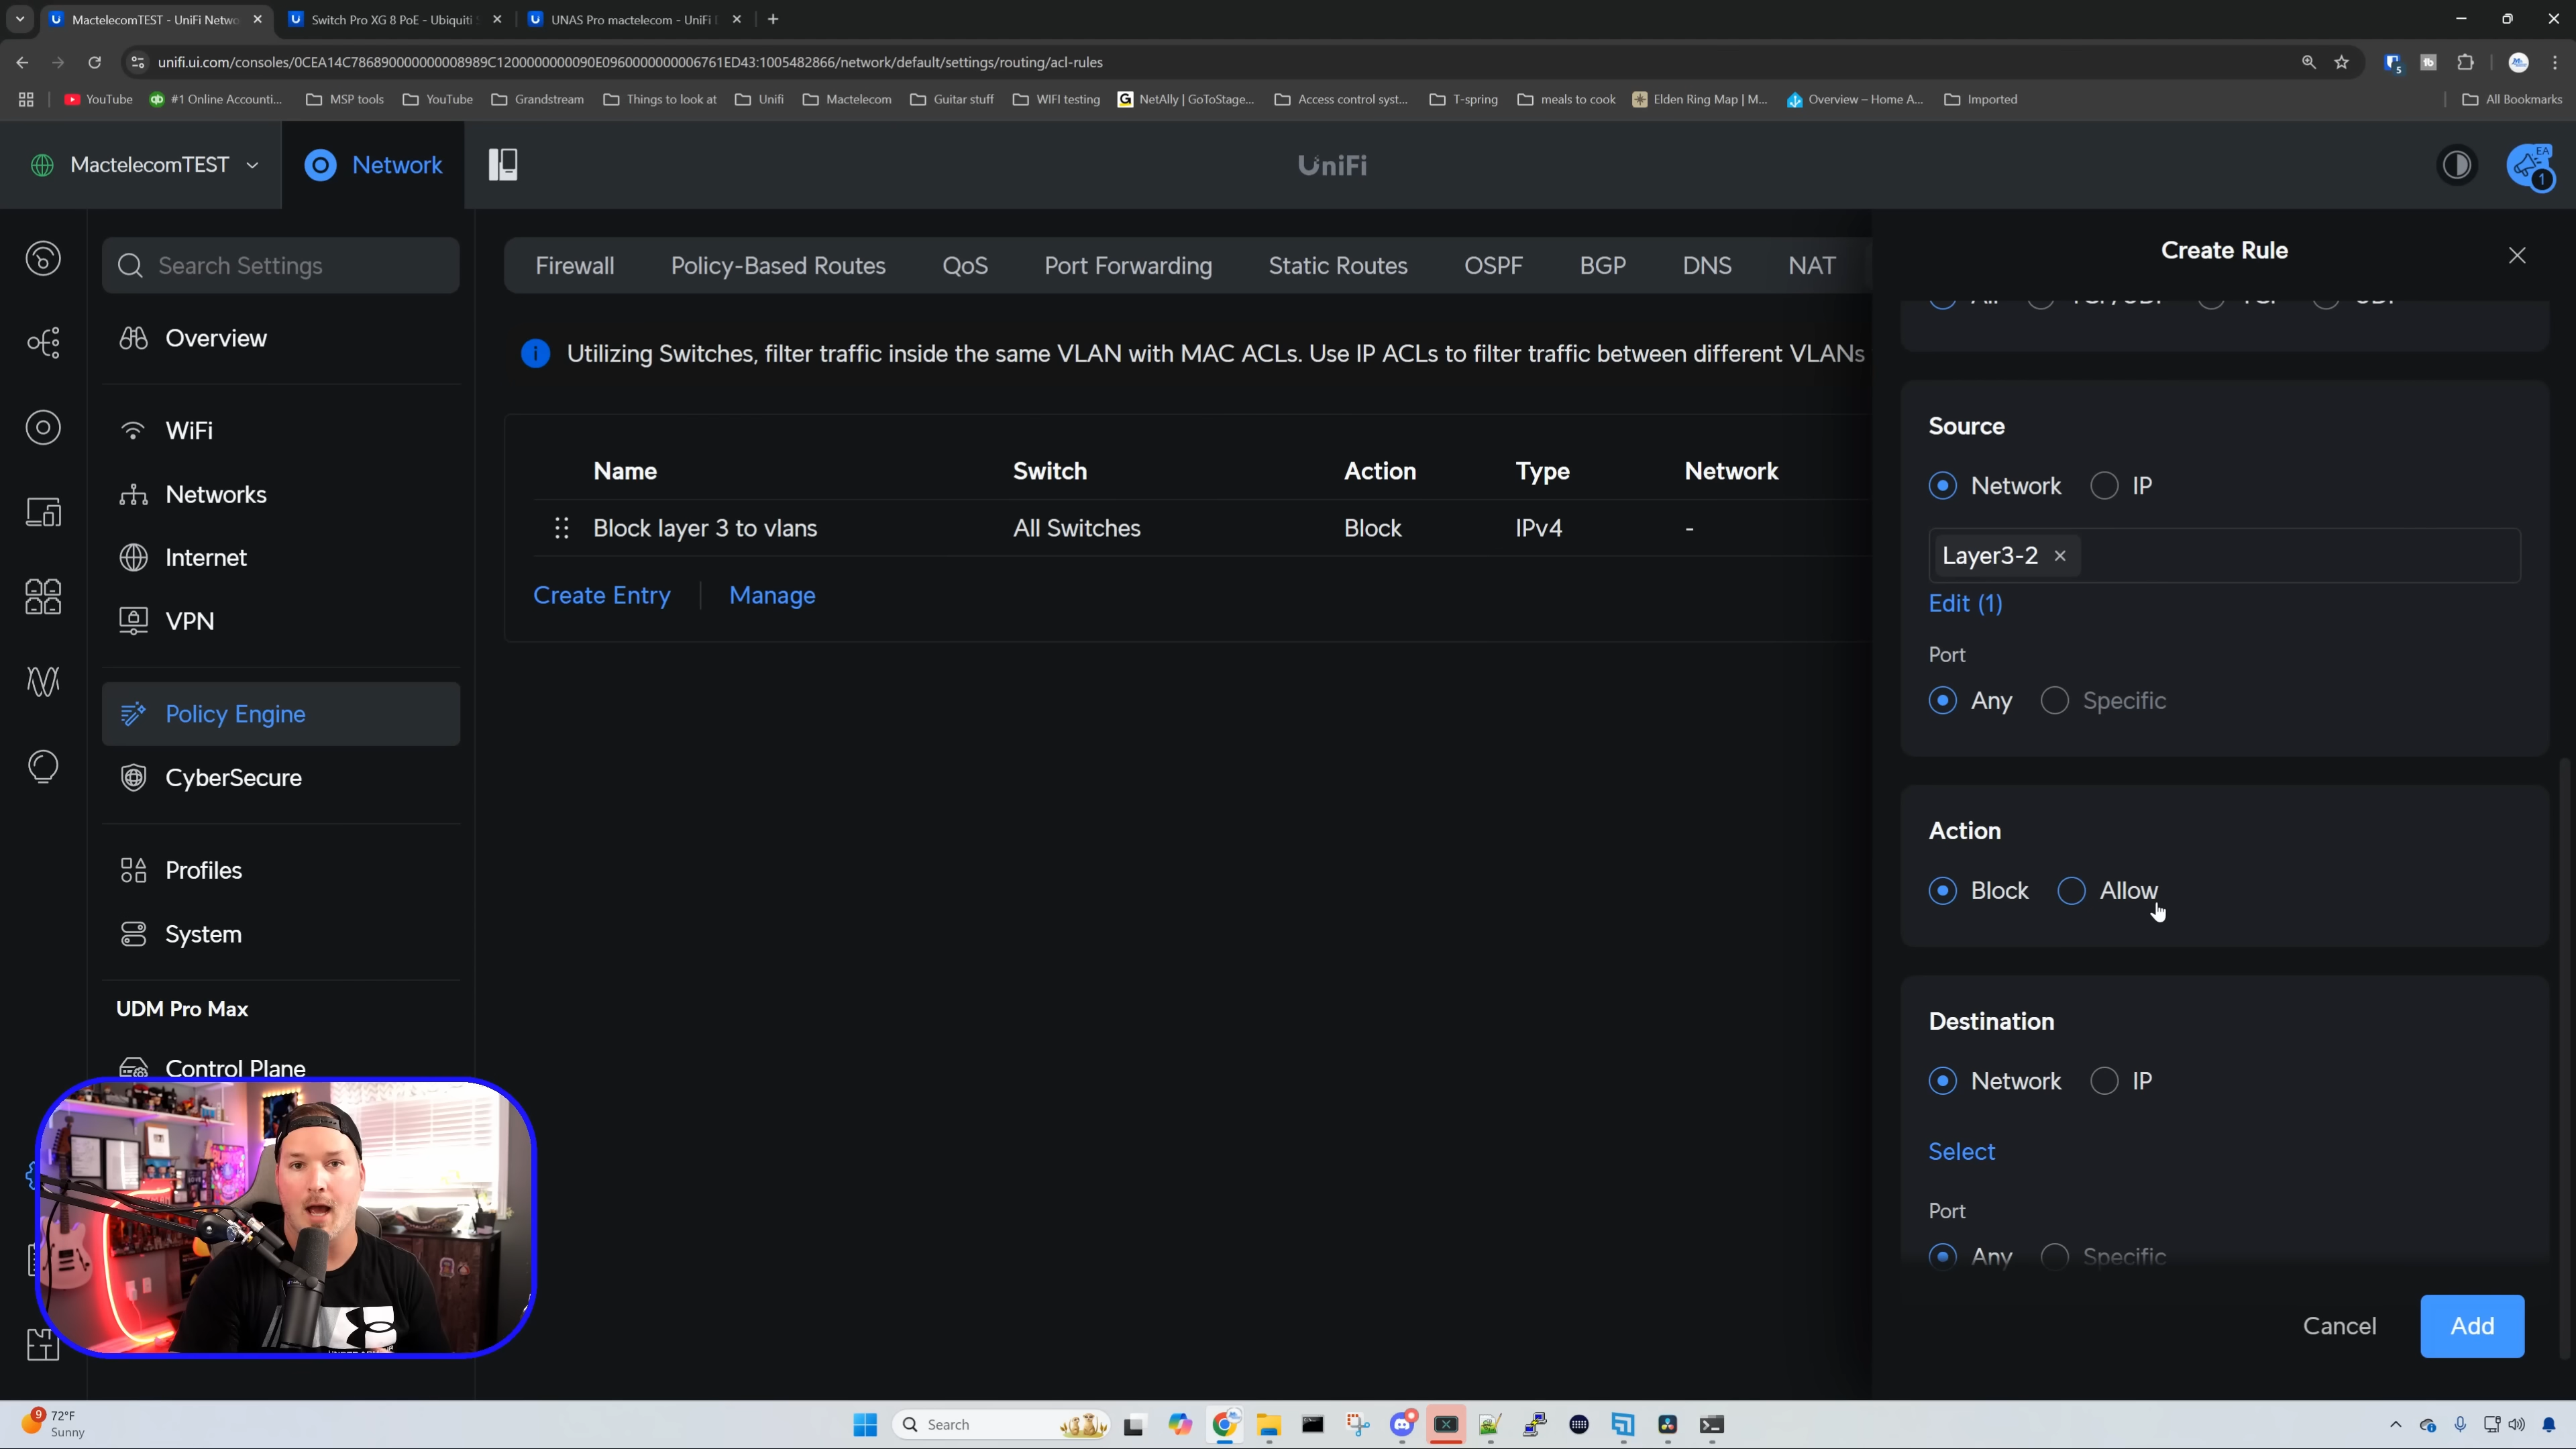 MactelecomTEST - UniFi Netwo
Switch Pro XG 8 PoE - Ubiquiti
UNAS Pro mactelecom - UniFi
unifi.ui.com/consoles/0CEA14C786890000000008989C1200000000090E0960000000006761ED43:1005482866/network/default/settings/routing/acl-rules
YouTube
#1 Online Accounti...
MSP tools
YouTube
Grandstream
Things to look at
Unifi
Mactelecom
Guitar stuff
WIFI testing
NetAlly | GoToStage...
Access control syst...
T-spring
meals to cook
Elden Ring Map | M...
Overview – Home A...
Imported
All Bookmarks
MactelecomTEST
Network
UniFi
EA
1
Search Settings
Overview
WiFi
Networks
Internet
VPN
Policy Engine
CyberSecure
Profiles
System
UDM Pro Max
Control Plane
Firewall
Policy-Based Routes
QoS
Port Forwarding
Static Routes
OSPF
BGP
DNS
NAT
Utilizing Switches, filter traffic inside the same VLAN with MAC ACLs. Use IP ACLs to filter traffic between different VLANs
Name Switch Action Type Network
Block layer 3 to vlans All Switches Block IPv4 -
Create Entry Manage
Create Rule
Source
Network IP
Layer3-2
Edit (1)
Port
Any Specific
Action
Block Allow
Destination
Network IP
Select
Port
Any Specific
Cancel Add
9
72°F
Sunny
Search